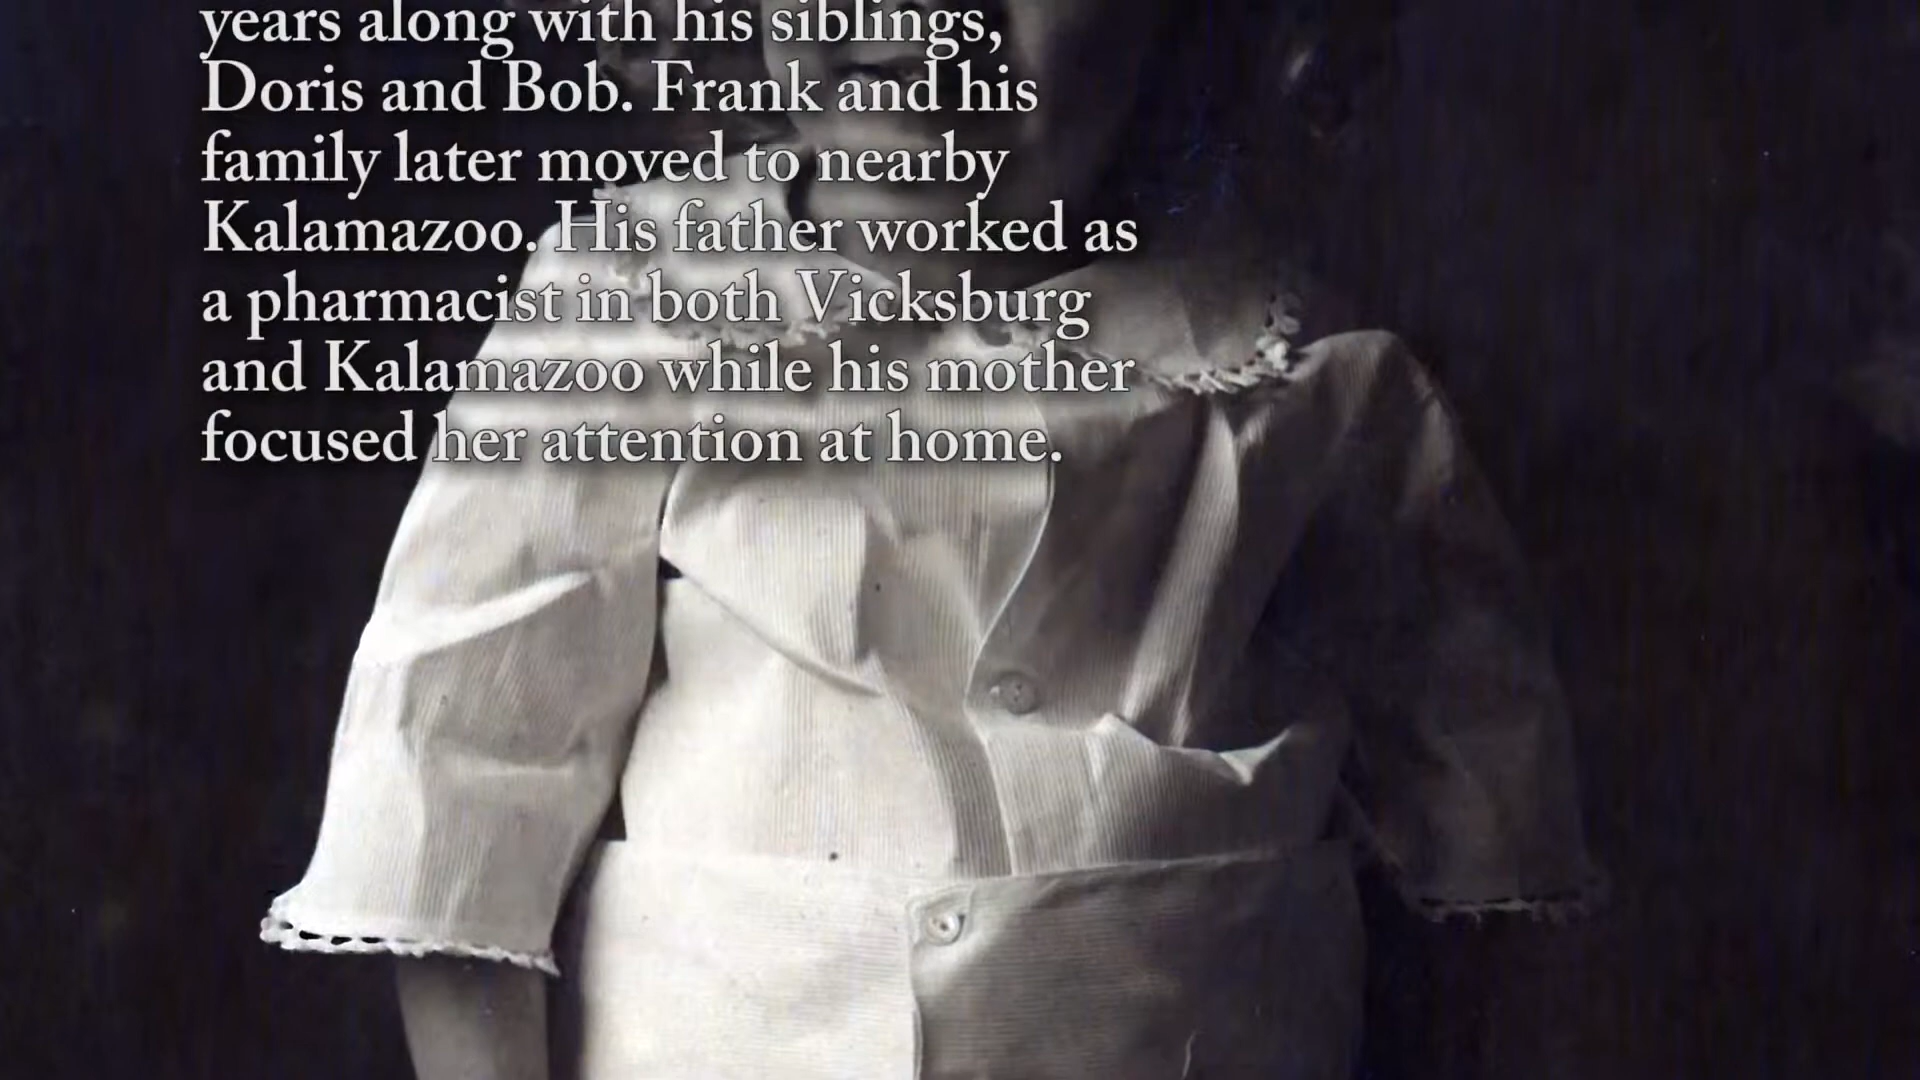 years along with his siblings,
Doris and Bob. Frank and his
family later moved to nearby
Kalamazoo. His father worked as
a pharmacist in both Vicksburg
and Kalamazoo while his mother
focused her attention at home.